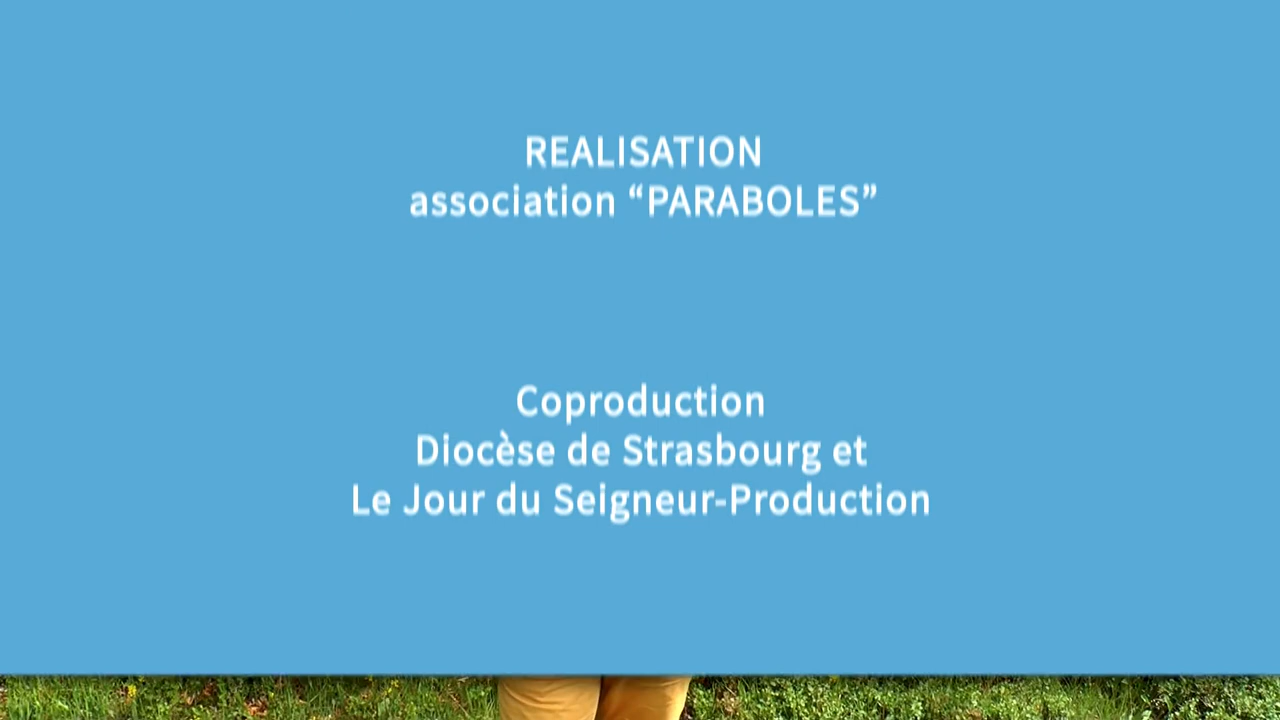 REALISATION
association “PARABOLES”
Coproduction
Diocèse de Strasbourg et
Le Jour du Seigneur-Production